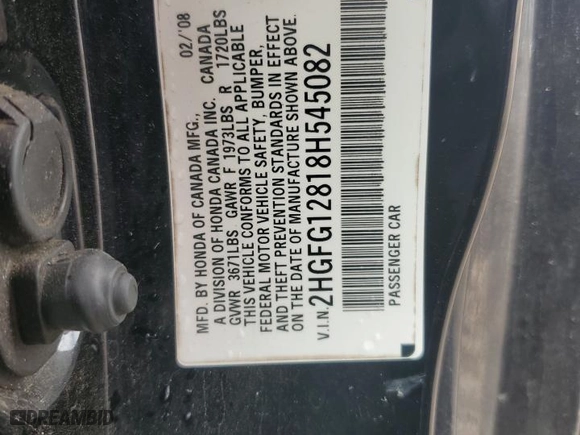 MFD. BY HONDA OF CANADA MFG., 02/'08
A DIVISION OF HONDA CANADA INC. CANADA
GVWR 3671LBS GAWR F 1973LBS R 1720LBS
THIS VEHICLE CONFORMS TO ALL APPLICABLE
FEDERAL MOTOR VEHICLE SAFETY, BUMPER,
AND THEFT PREVENTION STANDARDS IN EFFECT
ON THE DATE OF MANUFACTURE SHOWN ABOVE.
V.I.N. 2HGFG12818H545082
PASSENGER CAR
DREAMBID